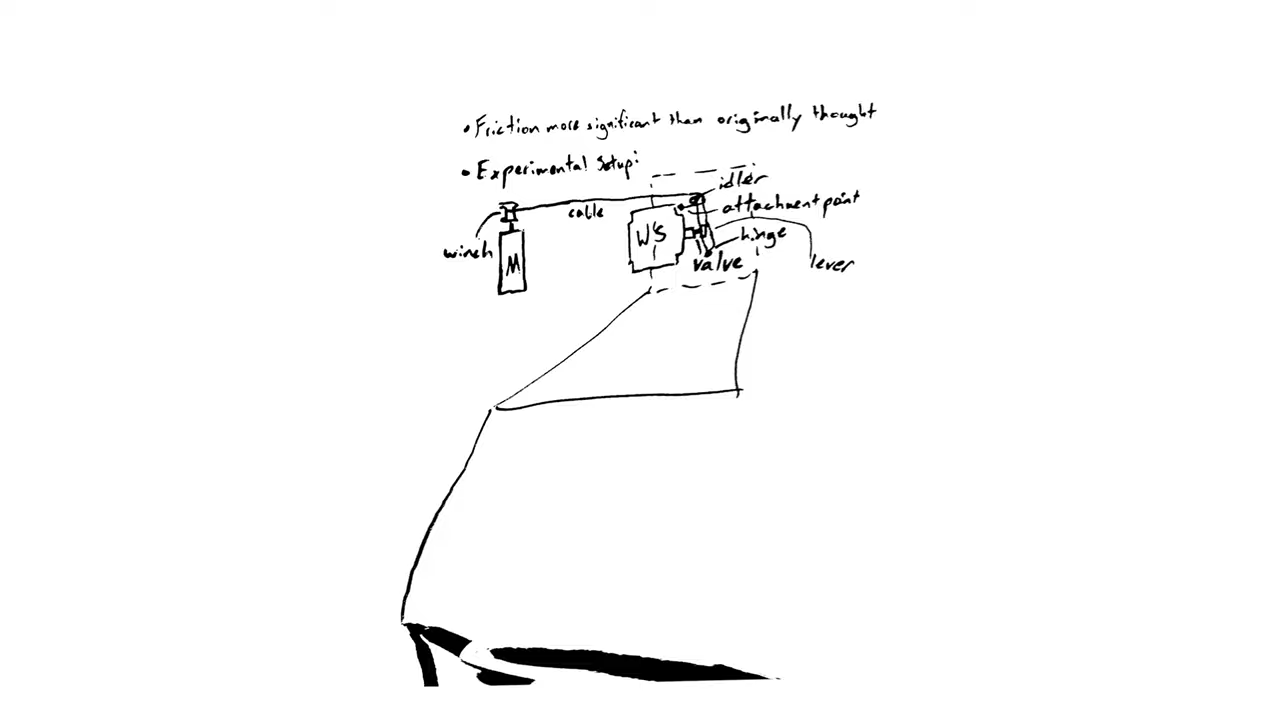 • Friction more significant than originally thought
• Experimental Setup:
idler
cable
attachment point
winch
W's
hinge
M
valve
lever